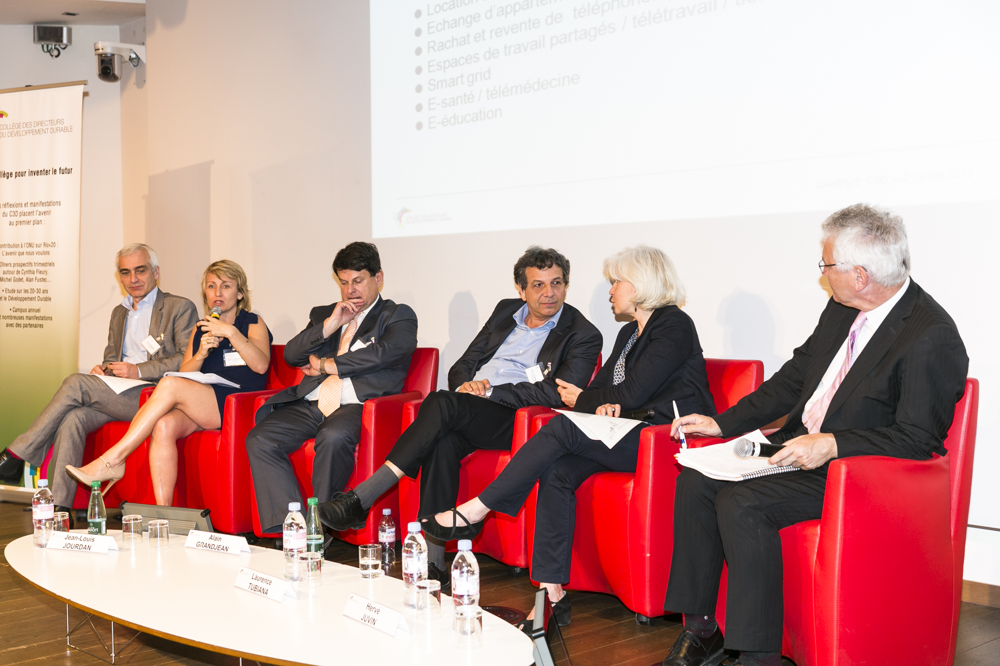 Location
Echange d'appartem
Rachat et revente de téléphones
Espaces de travail partagés / télétravail /
Smart grid
E-santé / télémédecine
E-éducation
COLLÈGE DES DIRECTEURS
DU DÉVELOPPEMENT DURABLE
llège pour inventer le futur
s réflexions et manifestations
du C3D placent l'avenir
au premier plan :
ontribution à l'ONU sur Rio+20 :
L'avenir que nous voulons
Dîners prospectifs trimestriels
autour de Cynthia Fleury,
Michel Godet, Alan Fustec....
• Etude sur les 20-30 ans
et le Développement Durable
• Campus annuel
t nombreuses manifestations
avec des partenaires
Jean-Louis
JOURDAN
Alain
GRANDJEAN
Laurence
TUBIANA
Hervé
JUVIN
evian